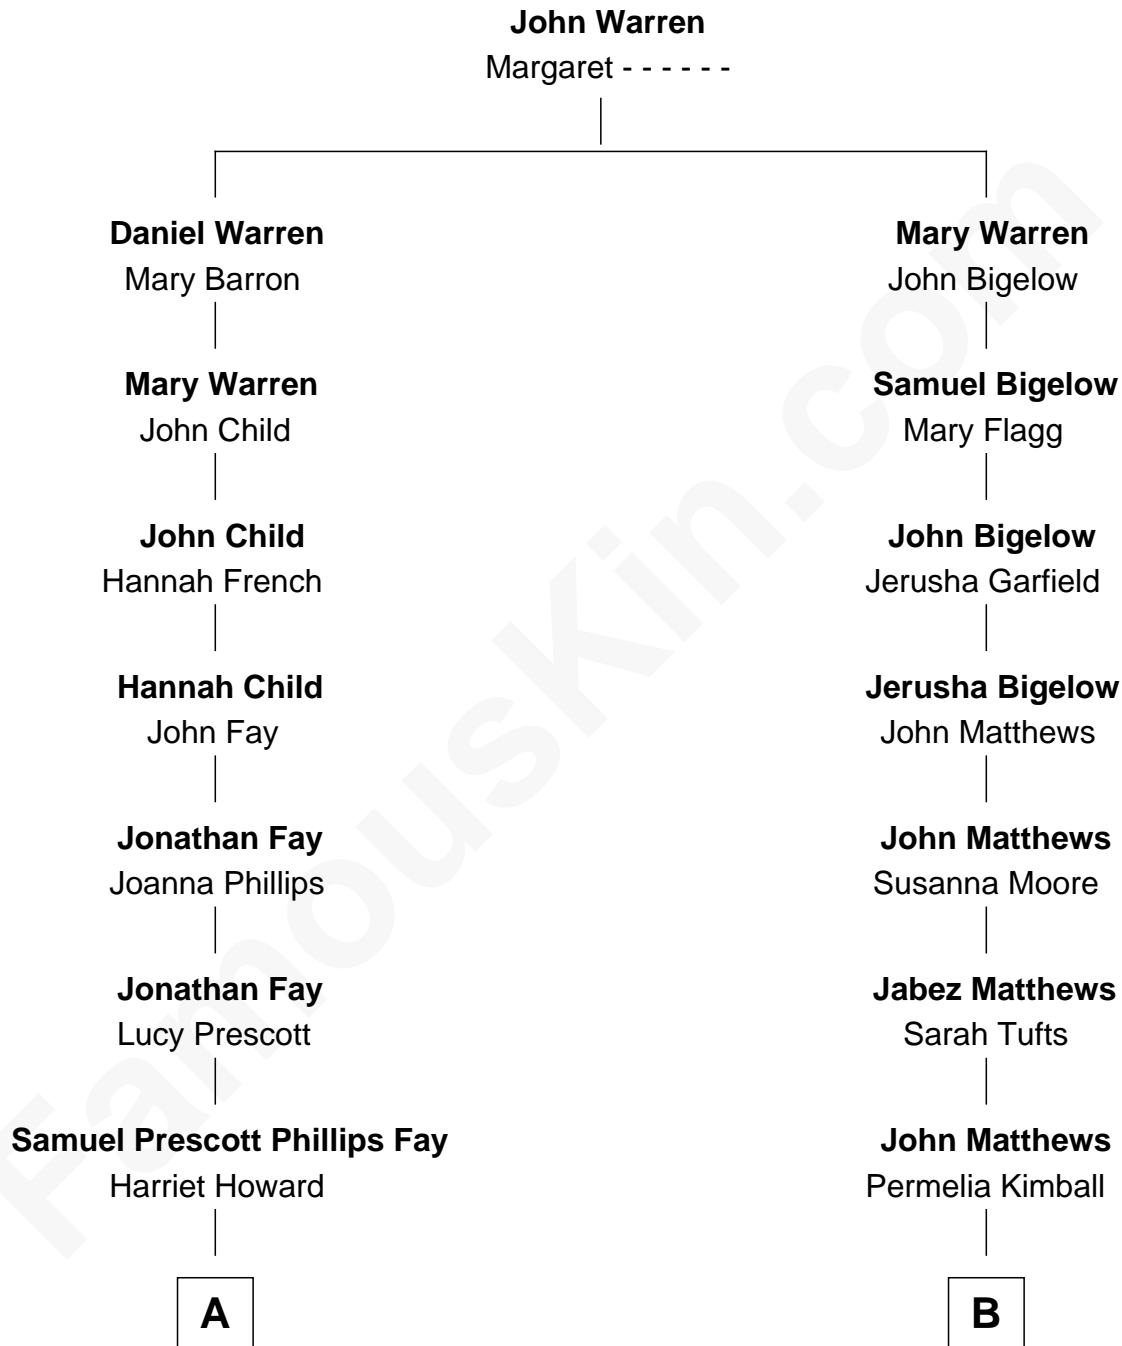 John Warren
Margaret - - - - - -
Daniel Warren
Mary Barron
Mary Warren
John Bigelow
Mary Warren
John Child
Samuel Bigelow
Mary Flagg
John Child
Hannah French
John Bigelow
Jerusha Garfield
Hannah Child
John Fay
Jerusha Bigelow
John Matthews
Jonathan Fay
Joanna Phillips
John Matthews
Susanna Moore
Jonathan Fay
Lucy Prescott
Jabez Matthews
Sarah Tufts
Samuel Prescott Phillips Fay
Harriet Howard
John Matthews
Permelia Kimball
A
B
FamousKin.com